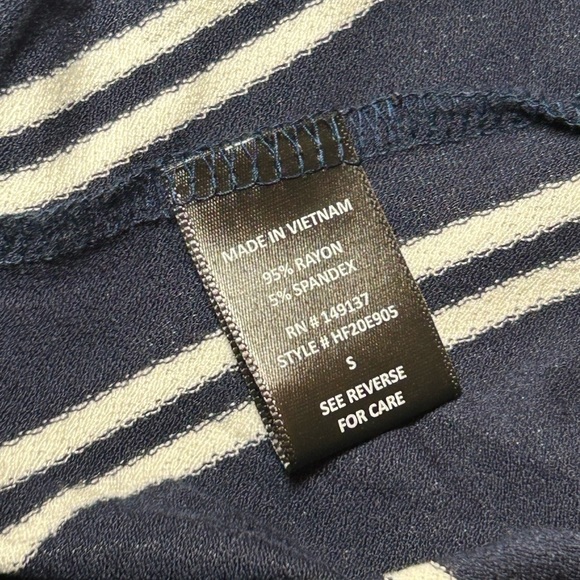 MADE IN VIETNAM
95% RAYON
5% SPANDEX
RN # 149137
STYLE # HF20E905
S
SEE REVERSE
FOR CARE